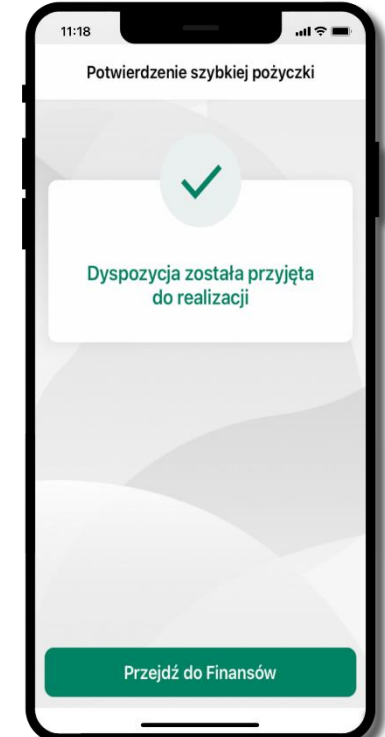 11:18
Potwierdzenie szybkiej pożyczki
Dyspozycja została przyjęta
do realizacji
Przejdź do Finansów